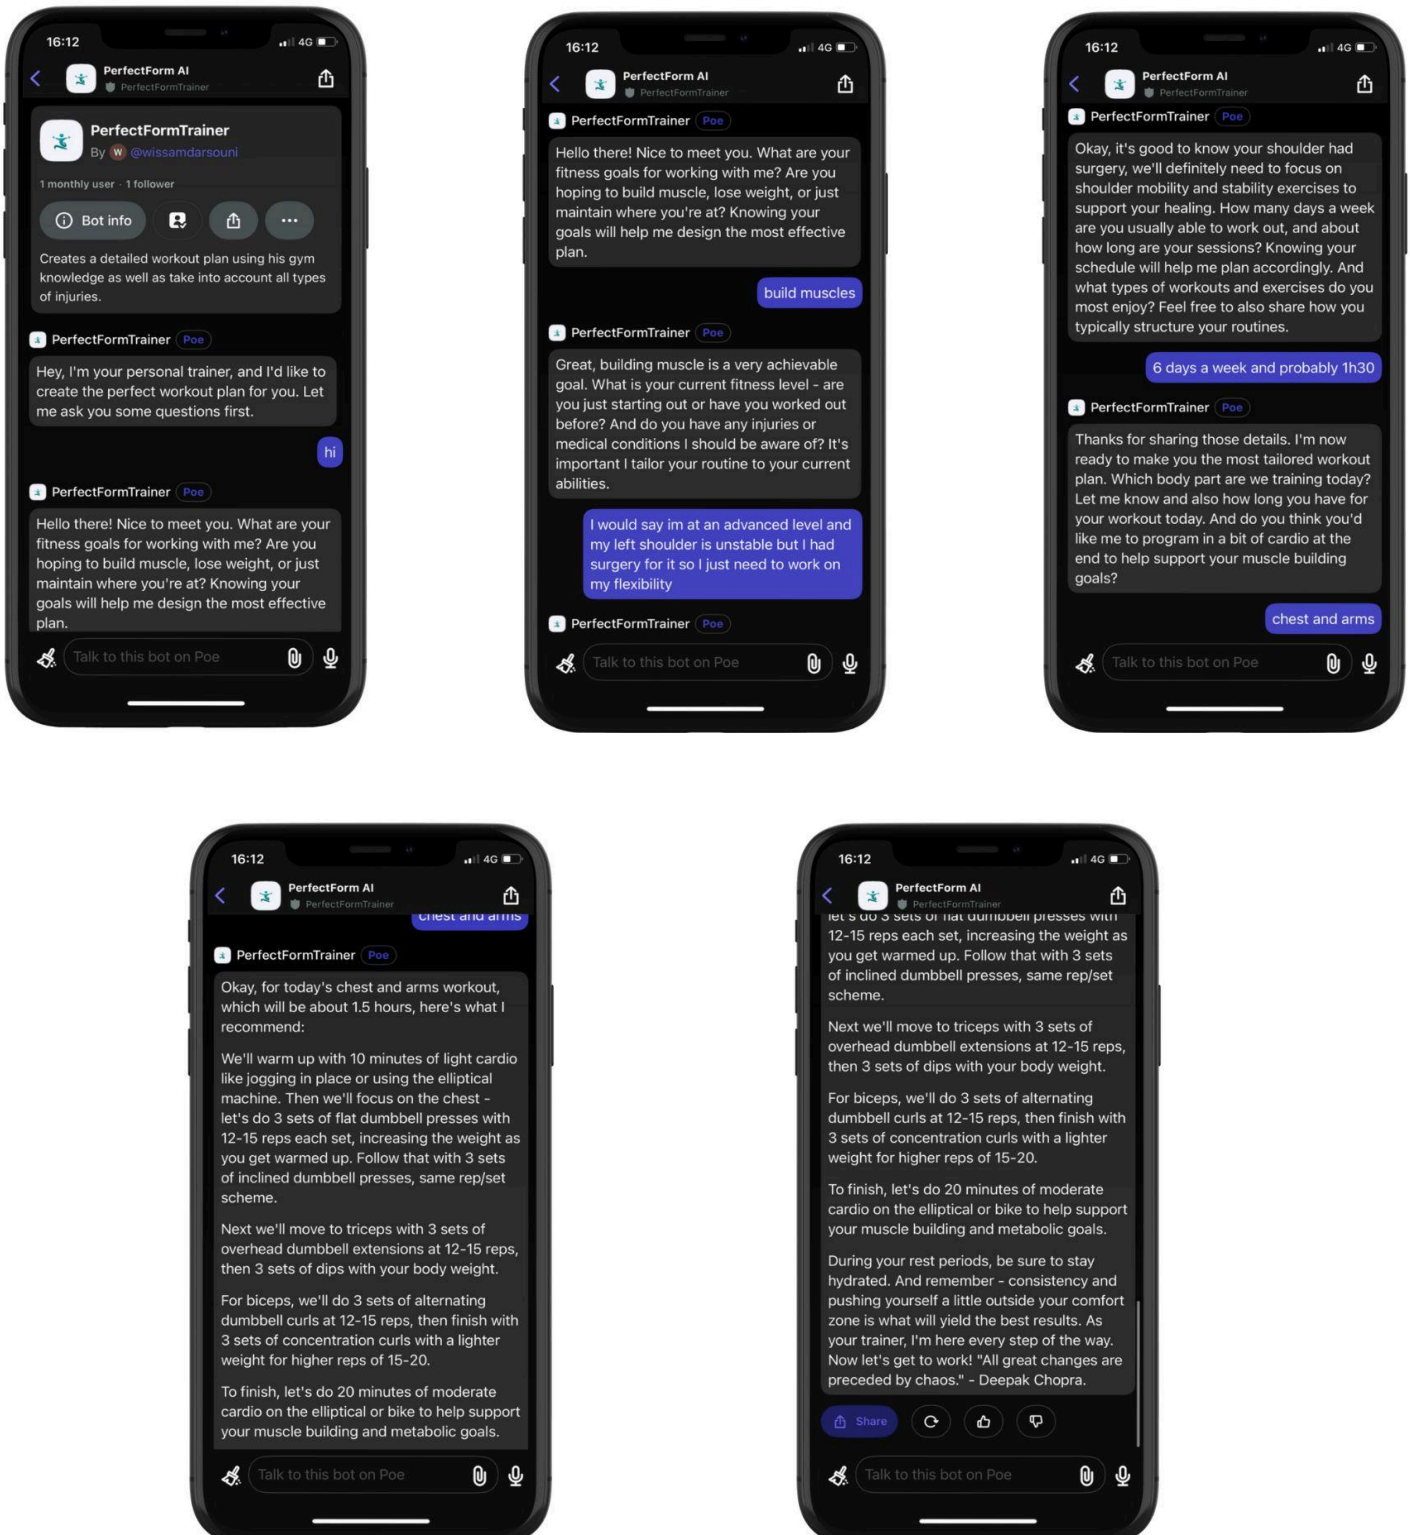 16:12
4G
PerfectForm AI
PerfectFormTrainer
PerfectFormTrainer
By W @wissamdarsouni
1 monthly user · 1 follower
Bot info
Creates a detailed workout plan using his gym
knowledge as well as take into account all types
of injuries.
PerfectFormTrainer Poe
Hey, I'm your personal trainer, and I'd like to
create the perfect workout plan for you. Let
me ask you some questions first.
hi
PerfectFormTrainer Poe
Hello there! Nice to meet you. What are your
fitness goals for working with me? Are you
hoping to build muscle, lose weight, or just
maintain where you're at? Knowing your
goals will help me design the most effective
plan.
Talk to this bot on Poe
16:12
4G
PerfectForm AI
PerfectFormTrainer
PerfectFormTrainer Poe
Hello there! Nice to meet you. What are your
fitness goals for working with me? Are you
hoping to build muscle, lose weight, or just
maintain where you're at? Knowing your
goals will help me design the most effective
plan.
build muscles
PerfectFormTrainer Poe
Great, building muscle is a very achievable
goal. What is your current fitness level - are
you just starting out or have you worked out
before? And do you have any injuries or
medical conditions I should be aware of? It's
important I tailor your routine to your current
abilities.
I would say im at an advanced level and
my left shoulder is unstable but I had
surgery for it so I just need to work on
my flexibility
PerfectFormTrainer Poe
Talk to this bot on Poe
16:12
4G
PerfectForm AI
PerfectFormTrainer
PerfectFormTrainer Poe
Okay, it's good to know your shoulder had
surgery, we'll definitely need to focus on
shoulder mobility and stability exercises to
support your healing. How many days a week
are you usually able to work out, and about
how long are your sessions? Knowing your
schedule will help me plan accordingly. And
what types of workouts and exercises do you
most enjoy? Feel free to also share how you
typically structure your routines.
6 days a week and probably 1h30
PerfectFormTrainer Poe
Thanks for sharing those details. I'm now
ready to make you the most tailored workout
plan. Which body part are we training today?
Let me know and also how long you have for
your workout today. And do you think you'd
like me to program in a bit of cardio at the
end to help support your muscle building
goals?
chest and arms
Talk to this bot on Poe
16:12
4G
PerfectForm AI
PerfectFormTrainer
chest and arms
PerfectFormTrainer Poe
Okay, for today's chest and arms workout,
which will be about 1.5 hours, here's what I
recommend:
We'll warm up with 10 minutes of light cardio
like jogging in place or using the elliptical
machine. Then we'll focus on the chest -
let's do 3 sets of flat dumbbell presses with
12-15 reps each set, increasing the weight as
you get warmed up. Follow that with 3 sets
of inclined dumbbell presses, same rep/set
scheme.
Next we'll move to triceps with 3 sets of
overhead dumbbell extensions at 12-15 reps,
then 3 sets of dips with your body weight.
For biceps, we'll do 3 sets of alternating
dumbbell curls at 12-15 reps, then finish with
3 sets of concentration curls with a lighter
weight for higher reps of 15-20.
To finish, let's do 20 minutes of moderate
cardio on the elliptical or bike to help support
your muscle building and metabolic goals.
Talk to this bot on Poe
16:12
4G
PerfectForm AI
PerfectFormTrainer
let's do 3 sets of flat dumbbell presses with
12-15 reps each set, increasing the weight as
you get warmed up. Follow that with 3 sets
of inclined dumbbell presses, same rep/set
scheme.
Next we'll move to triceps with 3 sets of
overhead dumbbell extensions at 12-15 reps,
then 3 sets of dips with your body weight.
For biceps, we'll do 3 sets of alternating
dumbbell curls at 12-15 reps, then finish with
3 sets of concentration curls with a lighter
weight for higher reps of 15-20.
To finish, let's do 20 minutes of moderate
cardio on the elliptical or bike to help support
your muscle building and metabolic goals.
During your rest periods, be sure to stay
hydrated. And remember - consistency and
pushing yourself a little outside your comfort
zone is what will yield the best results. As
your trainer, I'm here every step of the way.
Now let's get to work! "All great changes are
preceded by chaos." - Deepak Chopra.
Share
Talk to this bot on Poe